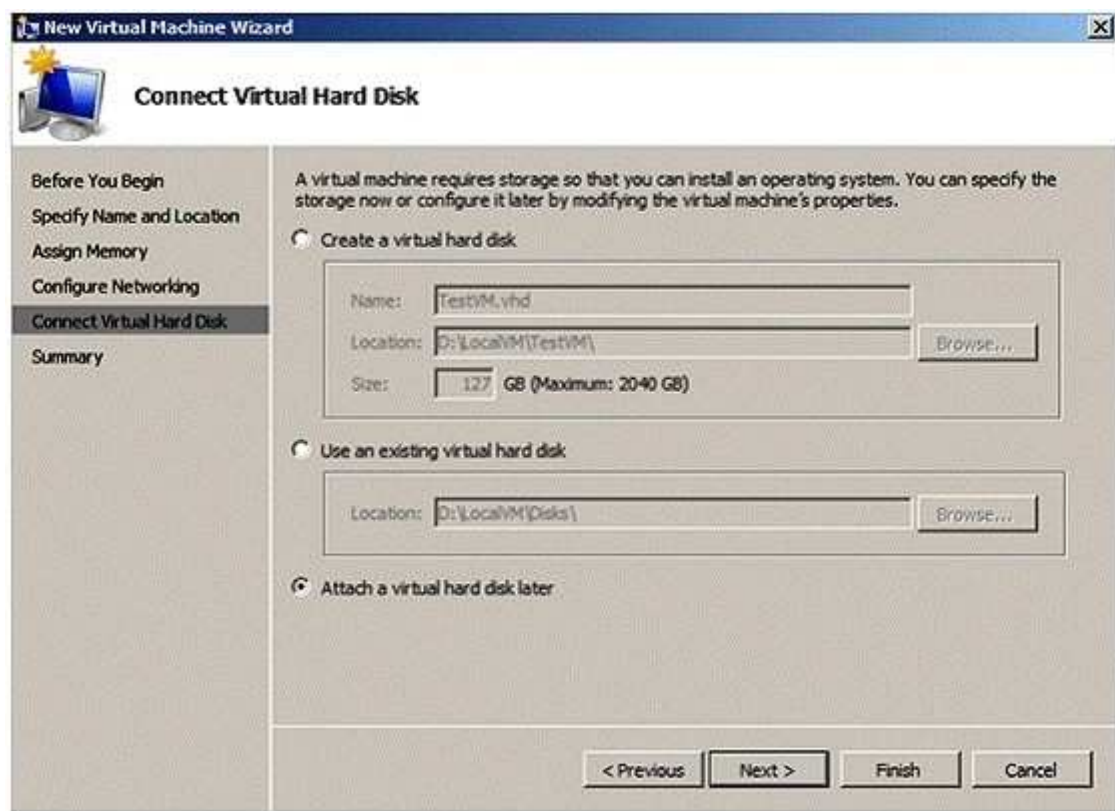 New Virtual Machine Wizard
Connect Virtual Hard Disk
Before You Begin
Specify Name and Location
Assign Memory
Configure Networking
Connect Virtual Hard Disk
Summary
A virtual machine requires storage so that you can install an operating system. You can specify the
storage now or configure it later by modifying the virtual machine's properties.
Create a virtual hard disk
Name: TestVM.vhd
Location: D:\LocalVM\TestVM\ Browse...
Size: 127 GB (Maximum: 2040 GB)
Use an existing virtual hard disk
Location: D:\LocalVM\Disks\ Browse...
Attach a virtual hard disk later
< Previous Next > Finish Cancel